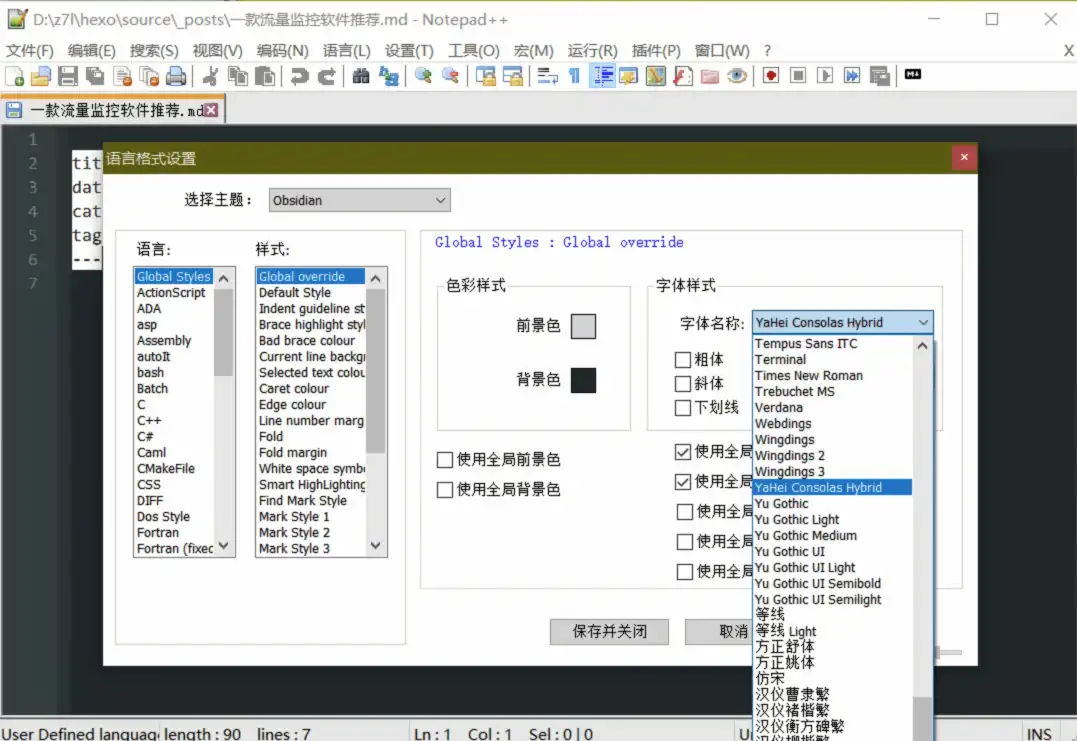 D:\z7l\hexo\source\_posts\一款流量监控软件推荐.md - Notepad++
文件(F) 编辑(E) 搜索(S) 视图(V) 编码(N) 语言(L) 设置(T) 工具(O) 宏(M) 运行(R) 插件(P) 窗口(W) ? X
一款流量监控软件推荐.md
1
2 tit
3 dat
4 cat
5 tag
6 ---
7
语言格式设置
选择主题: Obsidian
语言:
Global Styles
ActionScript
ADA
asp
Assembly
autoIt
bash
Batch
C
C++
C#
Caml
CMakeFile
CSS
DIFF
Dos Style
Fortran
Fortran (fixed
样式:
Global override
Default Style
Indent guideline st
Brace highlight styl
Bad brace colour
Current line backgr
Selected text colou
Caret colour
Edge colour
Line number marg
Fold
Fold margin
White space symb
Smart HighLighting
Find Mark Style
Mark Style 1
Mark Style 2
Mark Style 3
Global Styles : Global override
色彩样式
前景色
背景色
使用全局前景色
使用全局背景色
字体样式
字体名称: YaHei Consolas Hybrid
粗体
斜体
下划线
使用全局
使用全局
使用全局
使用全局
使用全局
Tempus Sans ITC
Terminal
Times New Roman
Trebuchet MS
Verdana
Webdings
Wingdings
Wingdings 2
Wingdings 3
YaHei Consolas Hybrid
Yu Gothic
Yu Gothic Light
Yu Gothic Medium
Yu Gothic UI
Yu Gothic UI Light
Yu Gothic UI Semibold
Yu Gothic UI Semilight
等线
等线 Light
方正舒体
方正姚体
仿宋
汉仪曹隶繁
汉仪褚楷繁
汉仪衡方碑繁
保存并关闭
取消
User Defined language length : 90 lines : 7 Ln : 1 Col : 1 Sel : 0 | 0 INS